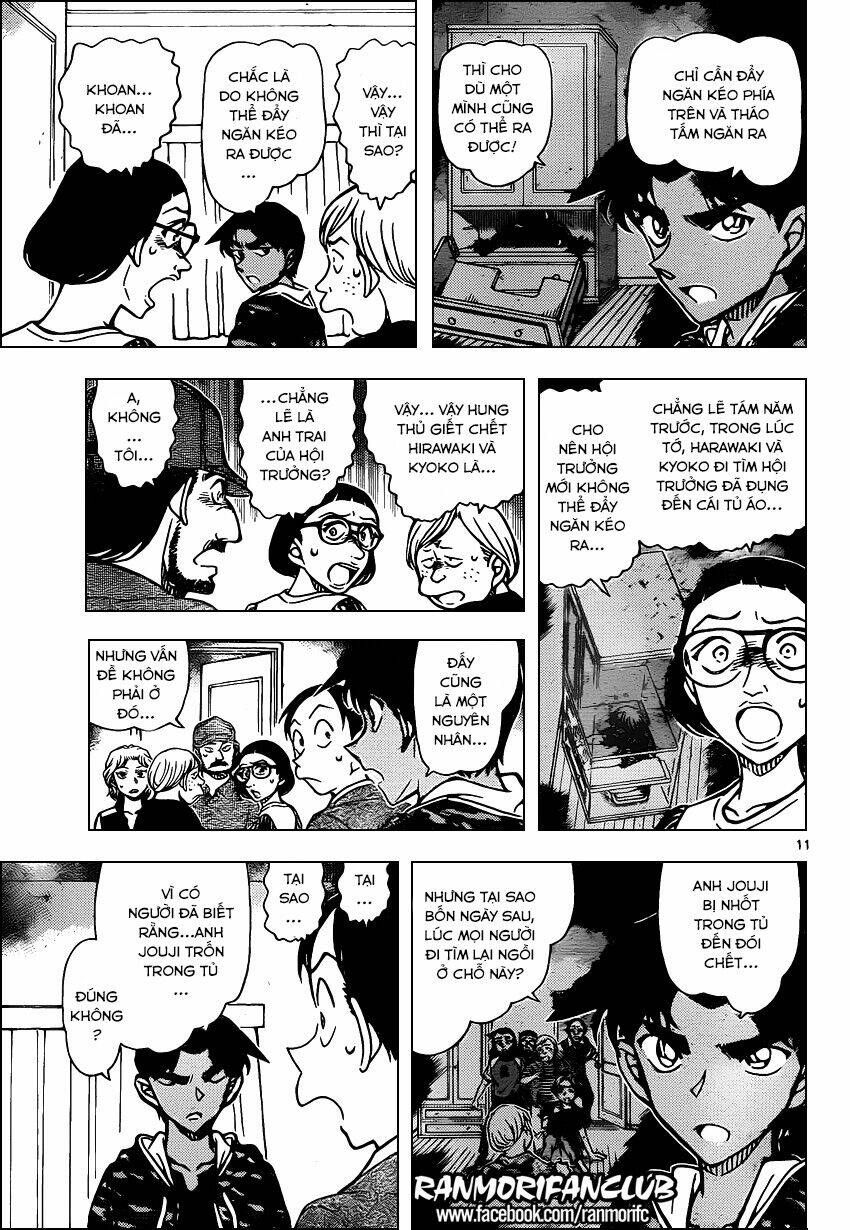 CHỈ CẦN ĐẨY
NGĂN KÉO PHÍA
TRÊN VÀ THÁO
TẤM NGĂN RA
THÌ CHO
DÙ MỘT
MÌNH CŨNG
CÓ THỂ RA
ĐƯỢC!
VẬY...
VẬY
THÌ TẠI
SAO?
CHẮC LÀ
DO KHÔNG
THỂ ĐẨY
NGĂN KÉO
RA ĐƯỢC
...
KHOAN...
KHOAN
ĐÃ...
CHẲNG LẼ TÁM NĂM
TRƯỚC, TRONG LÚC
TỚ, HARAWAKI VÀ
KYOKO ĐI TÌM HỘI
TRƯỞNG ĐÃ ĐỤNG
ĐẾN CÁI TỦ ÁO...
CHO
NÊN HỘI
TRƯỞNG
MỚI KHÔNG
THỂ ĐẨY
NGĂN KÉO
RA...
VẬY... VẬY HUNG
THỦ GIẾT CHẾT
HIRAWAKI VÀ
KYOKO LÀ...
...CHẲNG
LẼ LÀ
ANH TRAI
CỦA HỘI
TRƯỞNG?
A,
KHÔNG
...
TÔI...
ĐẤY
CŨNG
LÀ MỘT
NGUYÊN
NHÂN...
NHƯNG VẤN
ĐỀ KHÔNG
PHẢI Ở
ĐÓ...
11
ANH JOUJI
BỊ NHỐT
TRONG TỦ
ĐẾN ĐÓI
CHẾT...
NHƯNG TẠI SAO
BỐN NGÀY SAU,
LÚC MỌI NGƯỜI
ĐI TÌM LẠI NGỒI
Ở CHỖ NÀY?
TẠI
...
TẠI
SAO
...
VÌ CÓ
NGƯỜI ĐÃ BIẾT
RẰNG...ANH
JOUJI TRỐN
TRONG TỦ
...
ĐÚNG
KHÔNG
?
RANMORIFANCLUB
www.facebook.com/ranmorifc